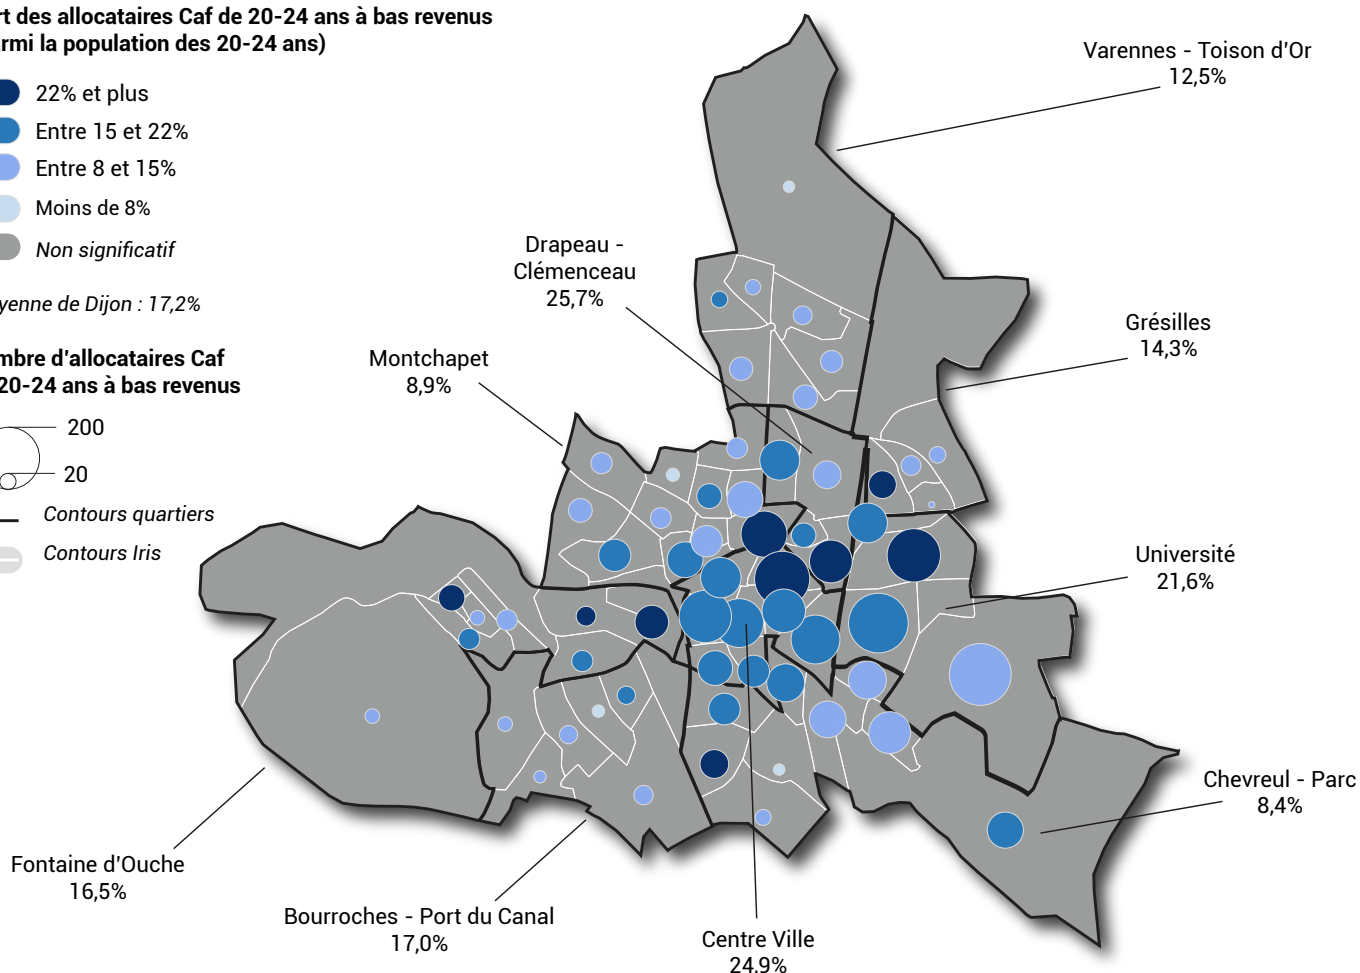 rt des allocataires Caf de 20-24 ans à bas revenus
armi la population des 20-24 ans)
22% et plus
Entre 15 et 22%
Entre 8 et 15%
Moins de 8%
Non significatif
yenne de Dijon : 17,2%
mbre d'allocataires Caf
20-24 ans à bas revenus
200
20
Contours quartiers
Contours Iris
Varennes - Toison d'Or
12,5%
Drapeau -
Clémenceau
25,7%
Grésilles
14,3%
Montchapet
8,9%
Université
21,6%
Chevreul - Parc
8,4%
Fontaine d'Ouche
16,5%
Bourroches - Port du Canal
17,0%
Centre Ville
24,9%